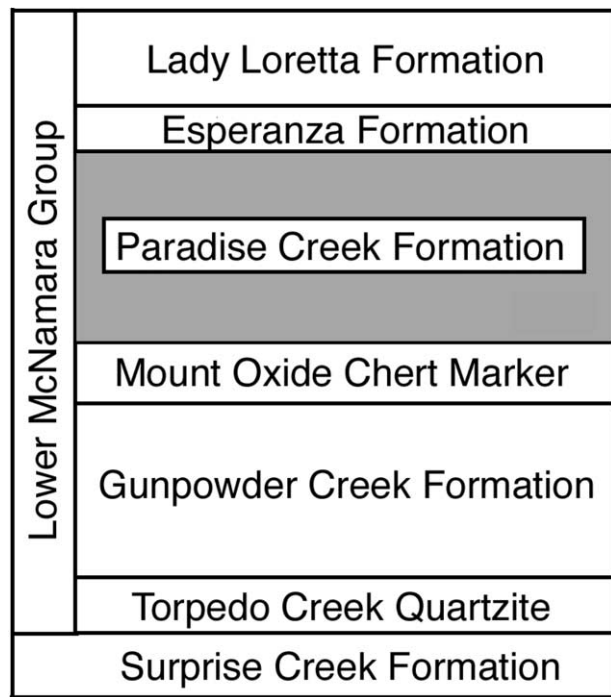 Lower McNamara Group
Lady Loretta Formation
Esperanza Formation
Paradise Creek Formation
Mount Oxide Chert Marker
Gunpowder Creek Formation
Torpedo Creek Quartzite
Surprise Creek Formation